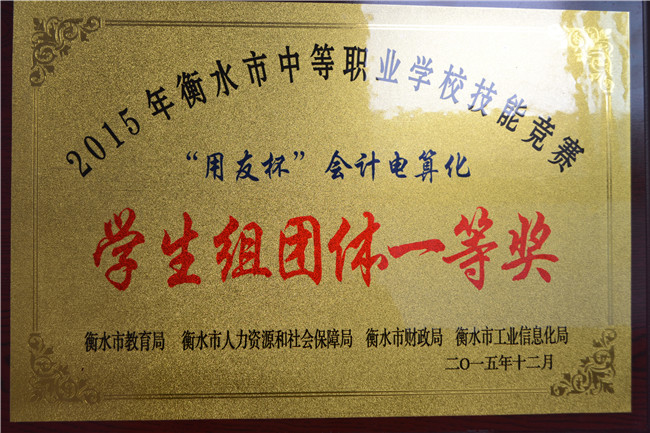 2015年衡水市中等职业学校技能竞赛
“用友杯”会计电算化
学生组团体一等奖
衡水市教育局 衡水市人力资源和社会保障局 衡水市财政局 衡水市工业信息化局
二〇一五年十二月